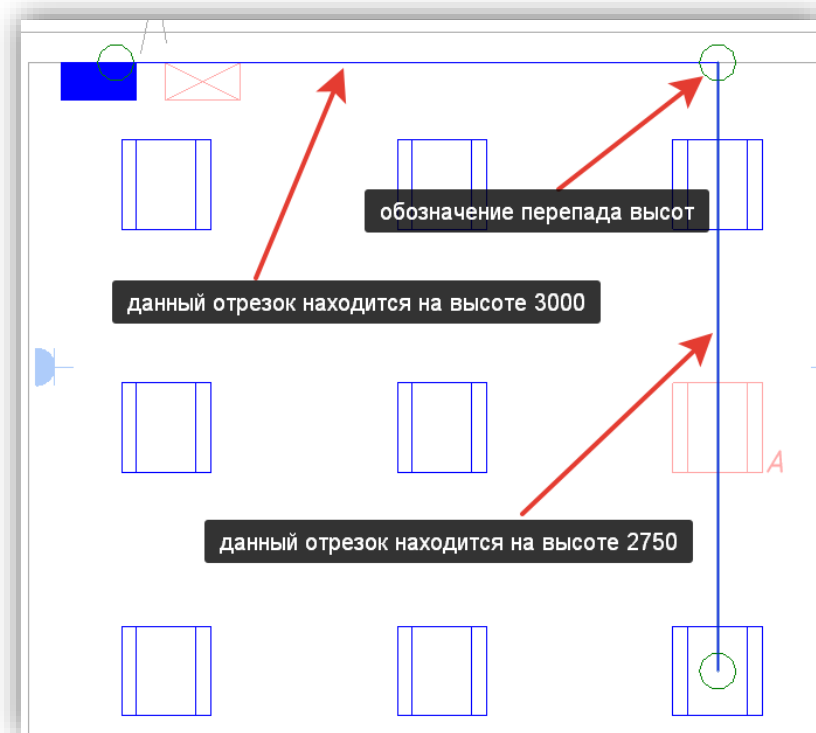 обозначение перепада высот
данный отрезок находится на высоте 3000
A
данный отрезок находится на высоте 2750